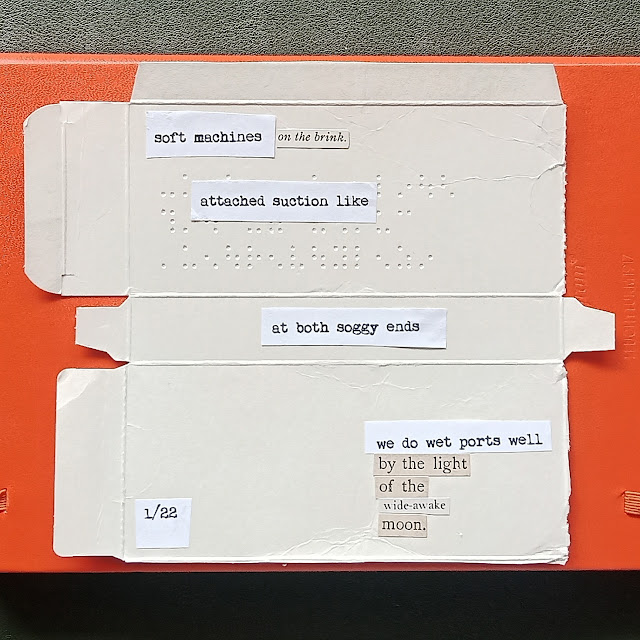 soft machines on the brink.
attached suction like
at both soggy ends
we do wet ports well
by the light
of the
wide-awake
moon.
1/22